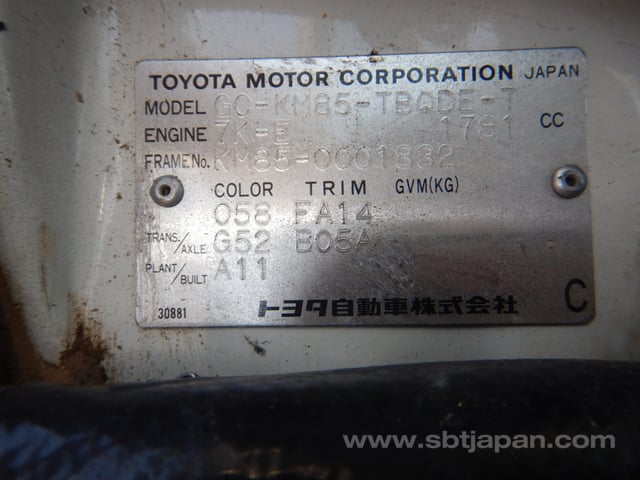 TOYOTA MOTOR CORPORATION JAPAN
MODEL GC-KM85-TBQDE-T
ENGINE 7K-E 1781 CC
FRAME No. KM85-0001832
COLOR TRIM GVM(KG)
058 FA14
TRANS./AXLE G52 B05A
PLANT/BUILT A11
30881 トヨタ自動車株式会社 C
www.sbtjapan.com